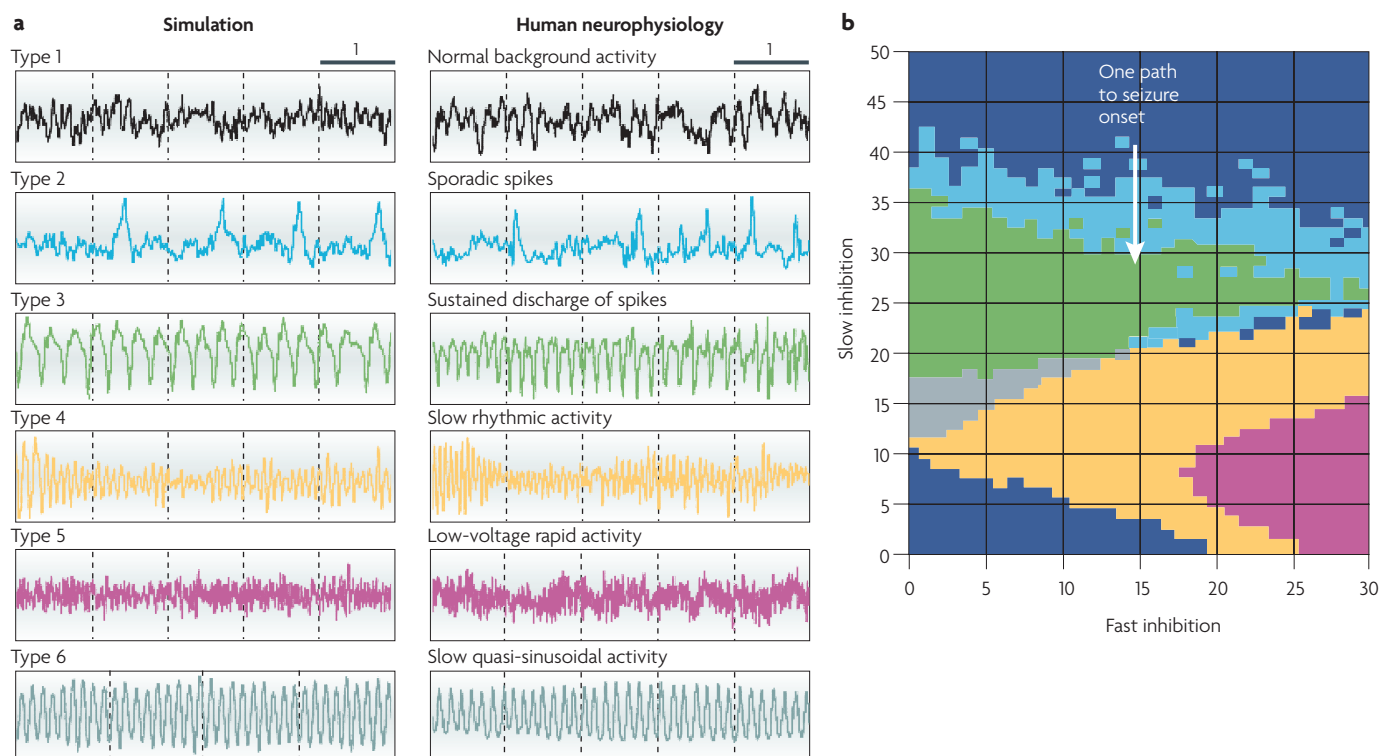 a
Simulation
Human neurophysiology
Type 1
1
Normal background activity
1
Type 2
Sporadic spikes
Type 3
Sustained discharge of spikes
Type 4
Slow rhythmic activity
Type 5
Low-voltage rapid activity
Type 6
Slow quasi-sinusoidal activity
b
One path
to seizure
onset
Slow inhibition
50
45
40
35
30
25
20
15
10
5
0
0 5 10 15 20 25 30
Fast inhibition